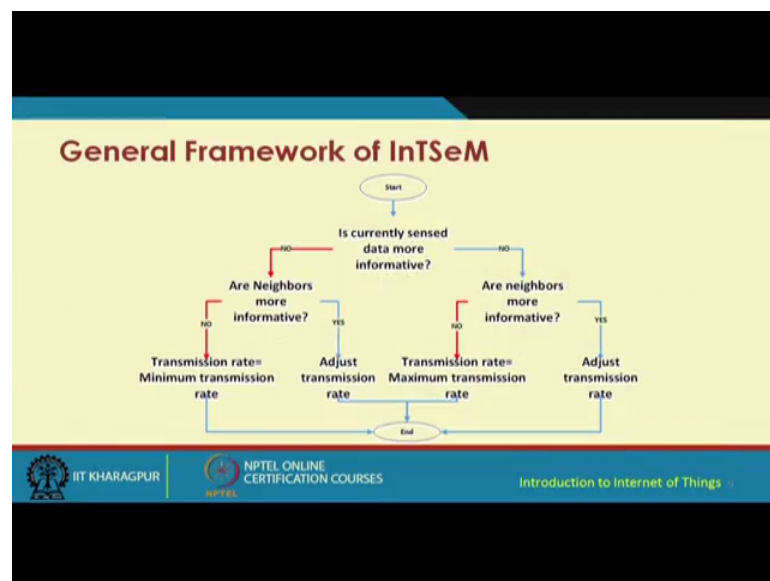 General Framework of InTSeM
Start
Is currently sensed
data more
informative?
NO
NO
Are Neighbors
more
informative?
Are neighbors
more
informative?
NO
YES
NO
YES
Transmission rate=
Minimum transmission
rate
Adjust
transmission
rate
Transmission rate=
Maximum transmission
rate
Adjust
transmission
rate
End
IIT KHARAGPUR
NPTEL
NPTEL ONLINE
CERTIFICATION COURSES
Introduction to Internet of Things